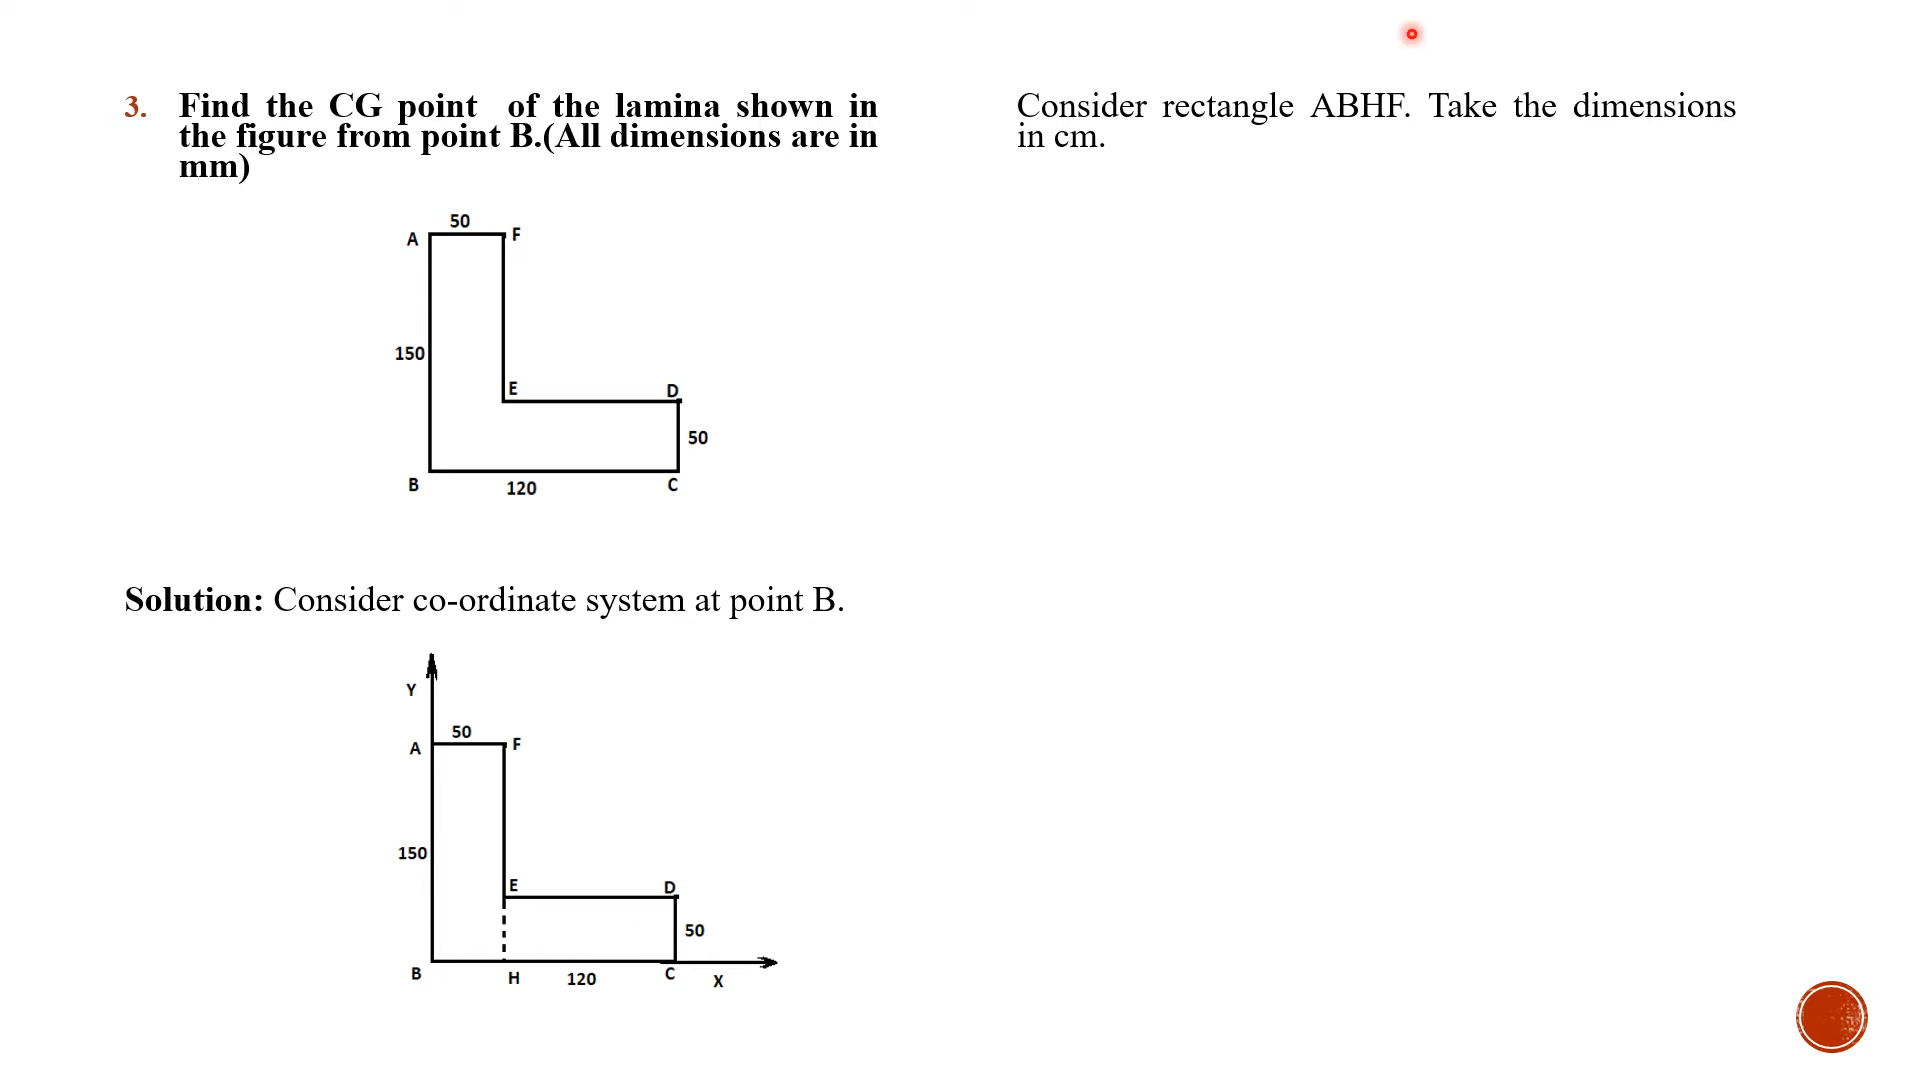 3. Find the CG point of the lamina shown in
the figure from point B.(All dimensions are in
mm)
50
A
F
150
E
D
50
B
120
C
Solution: Consider co-ordinate system at point B.
Y
50
A
F
150
E
D
50
B
H
120
C
X
Consider rectangle ABHF. Take the dimensions
in cm.